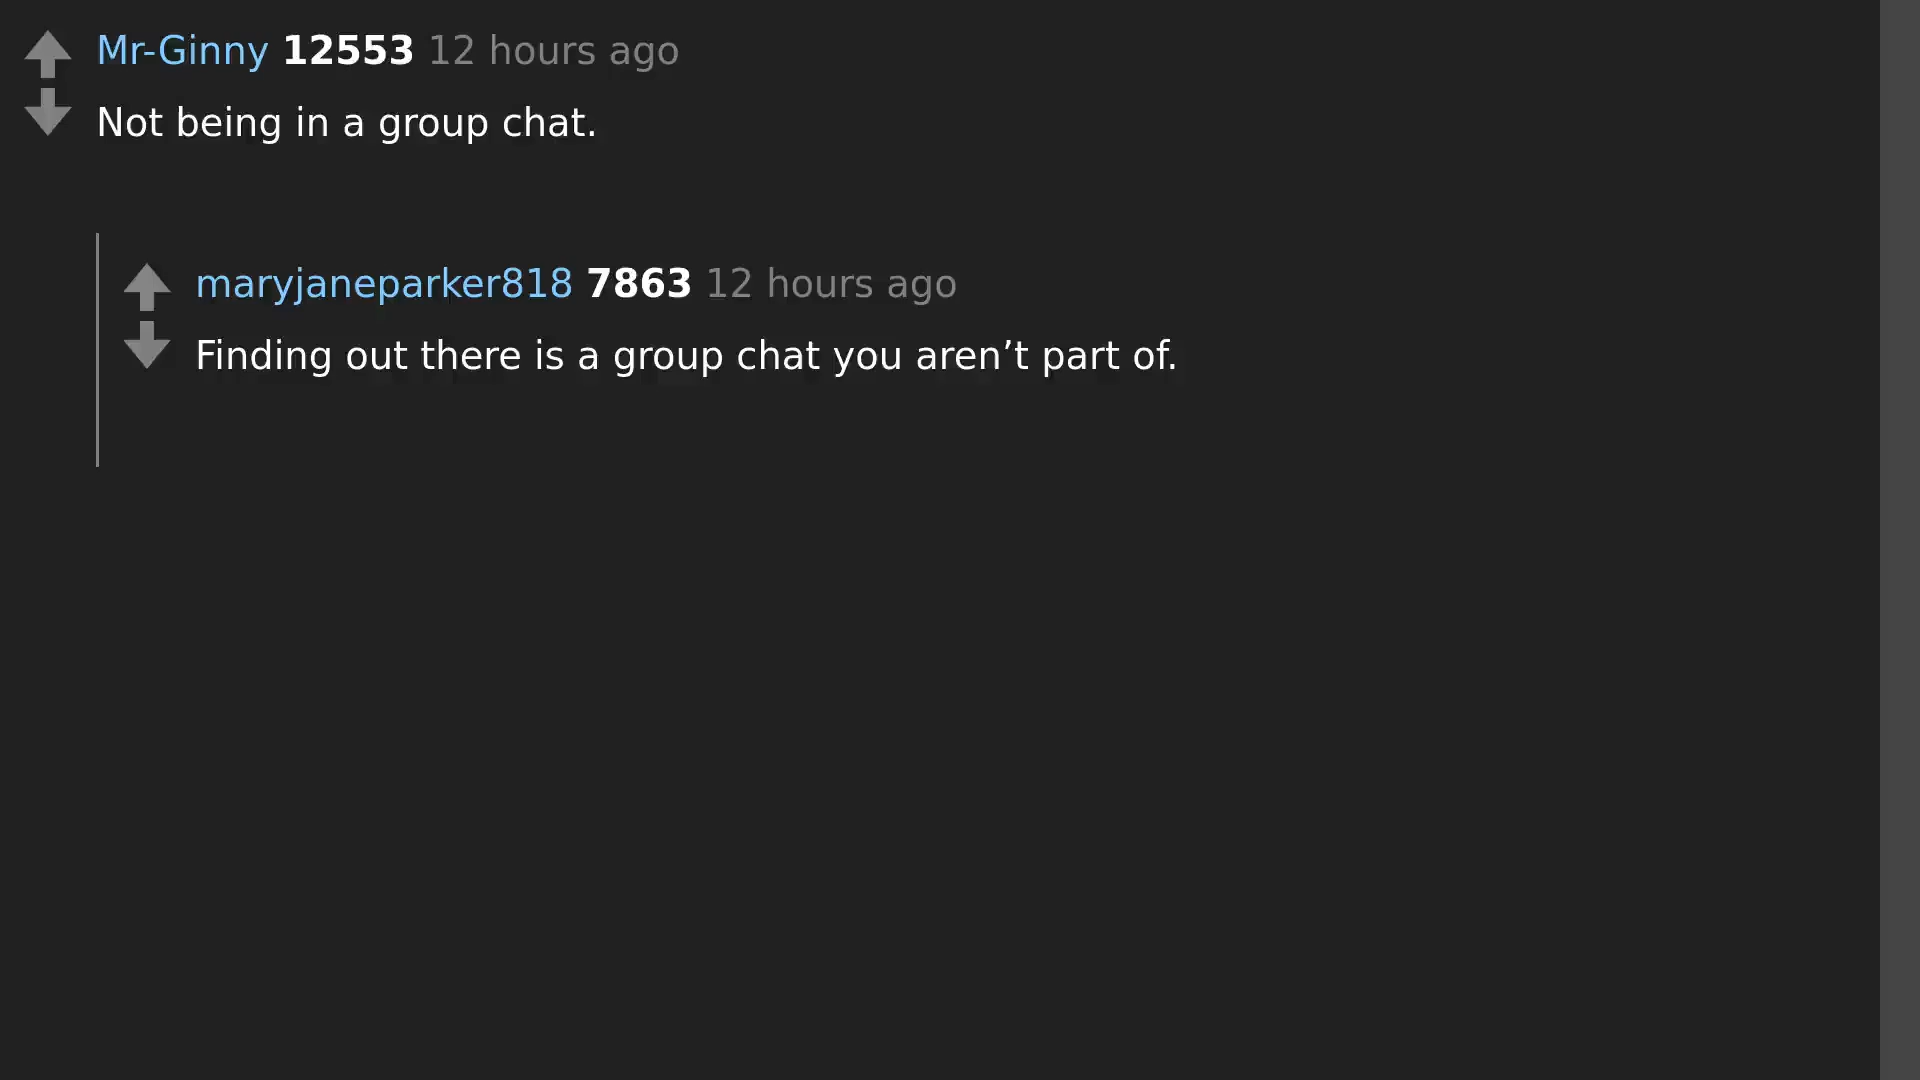 Mr-Ginny 12553 12 hours ago
Not being in a group chat.
maryjaneparker818 7863 12 hours ago
Finding out there is a group chat you aren’t part of.